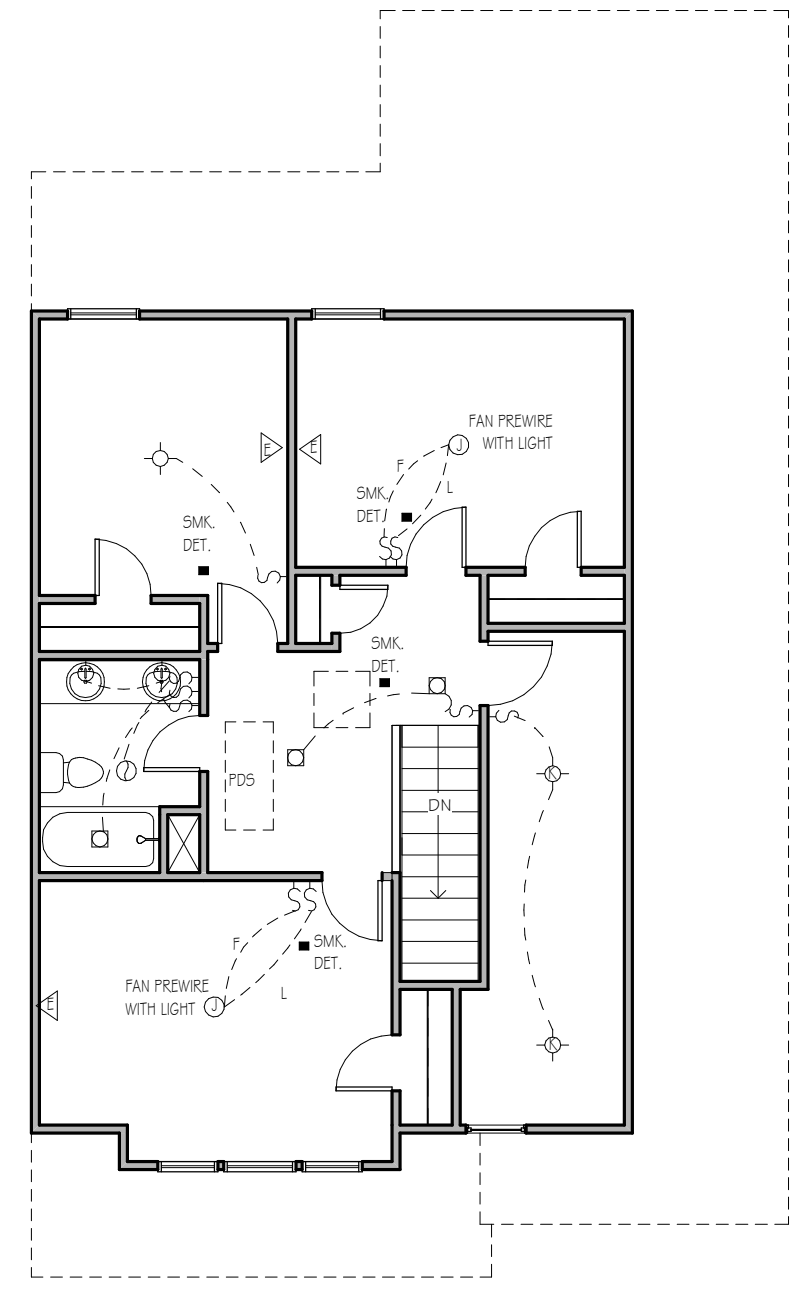 FAN PREWIRE
WITH LIGHT
J
E
E
F
L
SMK.
DET.
SMK.
DET.
SMK.
DET.
PDS
K
DN
F
SMK.
DET.
L
FAN PREWIRE
WITH LIGHT
J
E
K